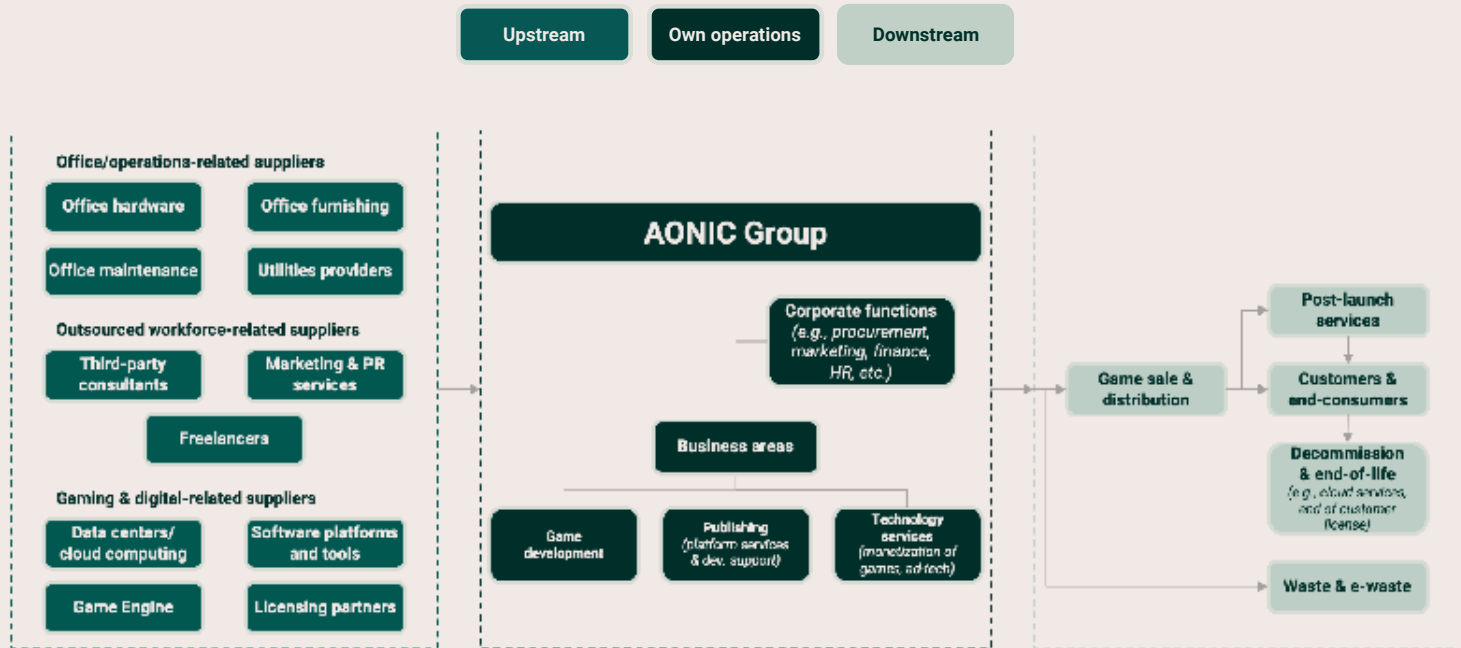 Upstream
Own operations
Downstream
Office/operations-related suppliers
Office hardware
Office furnishing
Office maintenance
Utilities providers
Outsourced workforce-related suppliers
Third-party
consultants
Marketing & PR
services
Freelancers
Gaming & digital-related suppliers
Data centers/
cloud computing
Software platforms
and tools
Game Engine
Licensing partners
AONIC Group
Corporate functions
(e.g., procurement,
marketing, finance,
HR, etc.)
Business areas
Game
development
Publishing
(platform services
& dev. support)
Technology
services
(monetization of
games, ad-tech)
Game sale &
distribution
Post-launch
services
Customers &
end-consumers
Decommission
& end-of-life
(e.g., cloud services,
end of customer
license)
Waste & e-waste